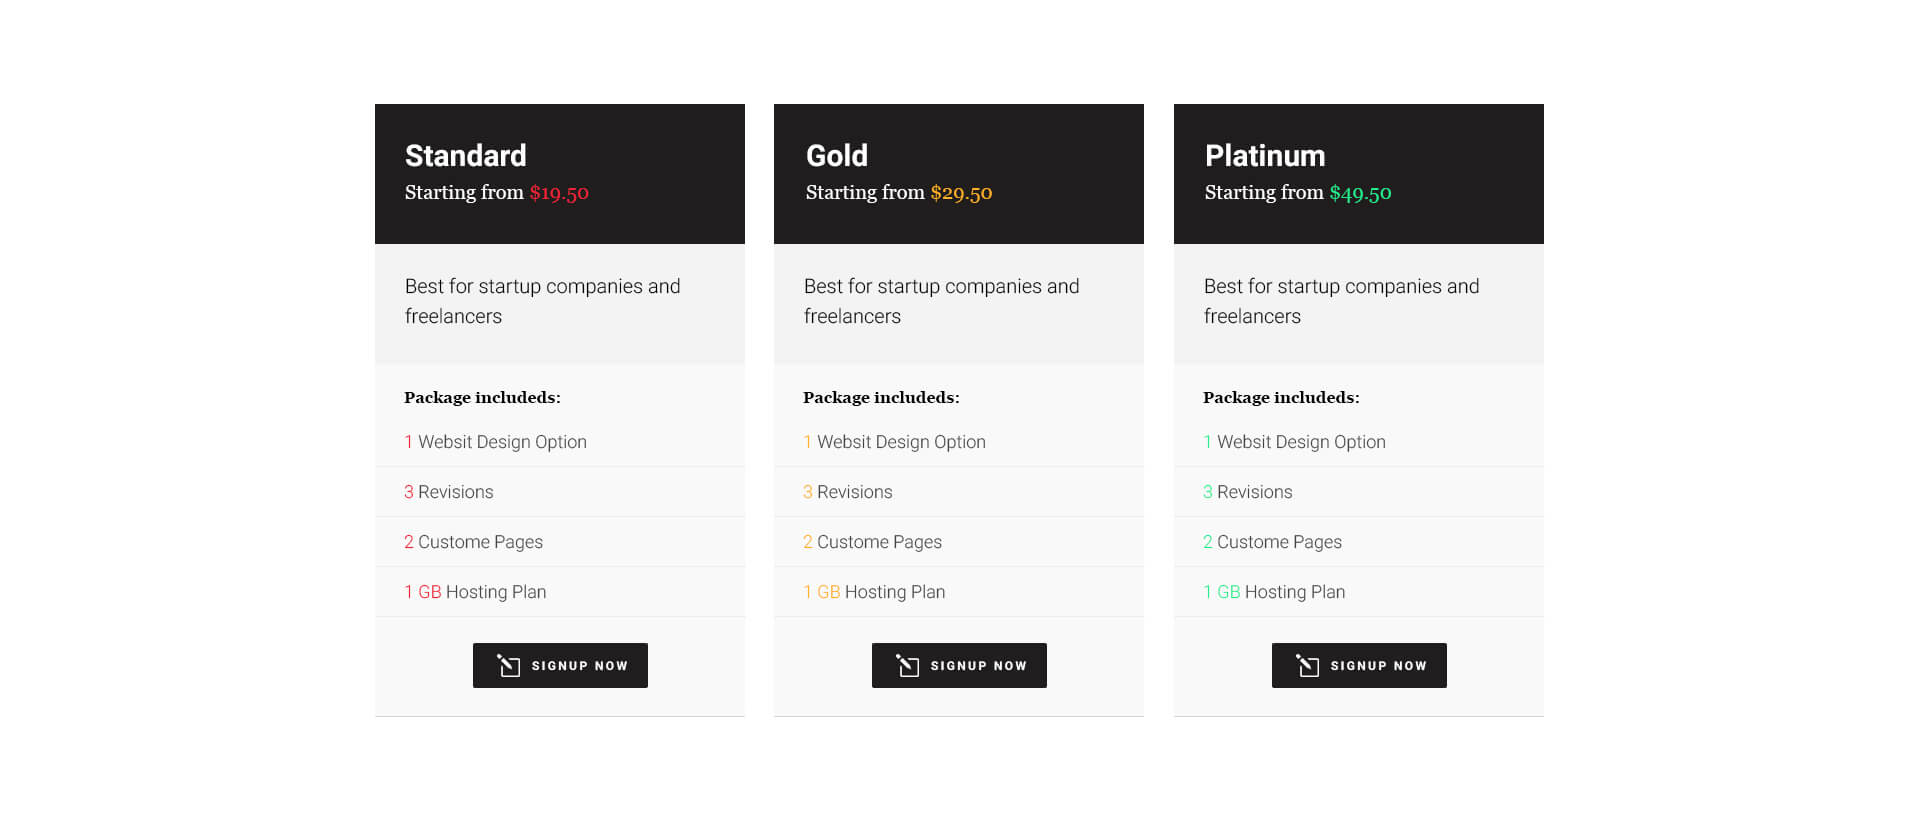 Standard
Starting from $19.50
Best for startup companies and
freelancers
Package includeds:
1 Websit Design Option
3 Revisions
2 Custome Pages
1 GB Hosting Plan
SIGNUP NOW
Gold
Starting from $29.50
Best for startup companies and
freelancers
Package includeds:
1 Websit Design Option
3 Revisions
2 Custome Pages
1 GB Hosting Plan
SIGNUP NOW
Platinum
Starting from $49.50
Best for startup companies and
freelancers
Package includeds:
1 Websit Design Option
3 Revisions
2 Custome Pages
1 GB Hosting Plan
SIGNUP NOW